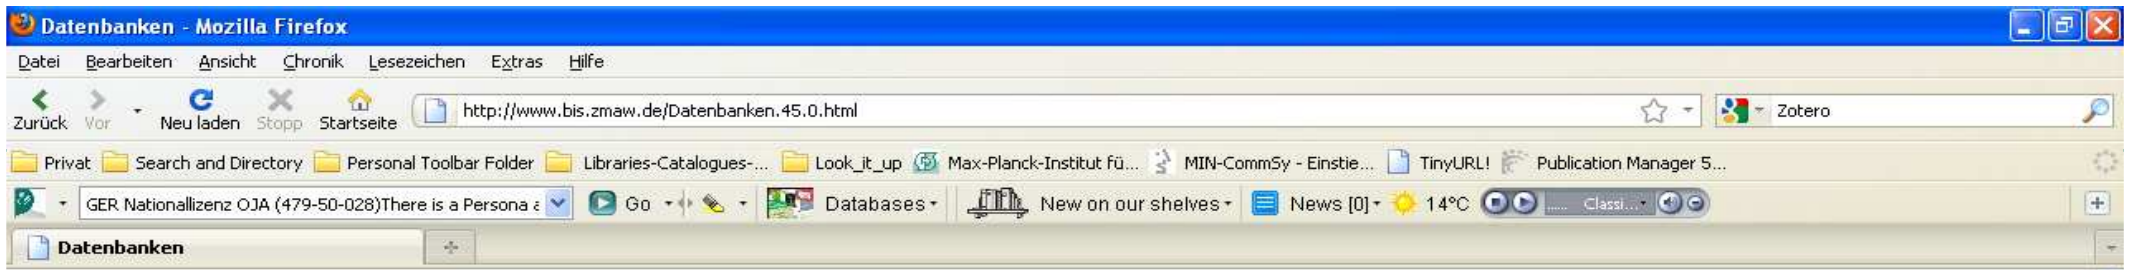 Datenbanken - Mozilla Firefox
Datei Bearbeiten Ansicht Chronik Lesezeichen Extras Hilfe
Zurück Vor Neu laden Stopp Startseite http://www.bis.zmaw.de/Datenbanken.45.0.html Zotero
Privat Search and Directory Personal Toolbar Folder Libraries-Catalogues-... Look_it_up Max-Planck-Institut fü... MIN-CommSy - Einstie... TinyURL! Publication Manager 5...
GER Nationallizenz OJA (479-50-028)There is a Persona Go Databases New on our shelves News [0] 14°C Classi...
Datenbanken